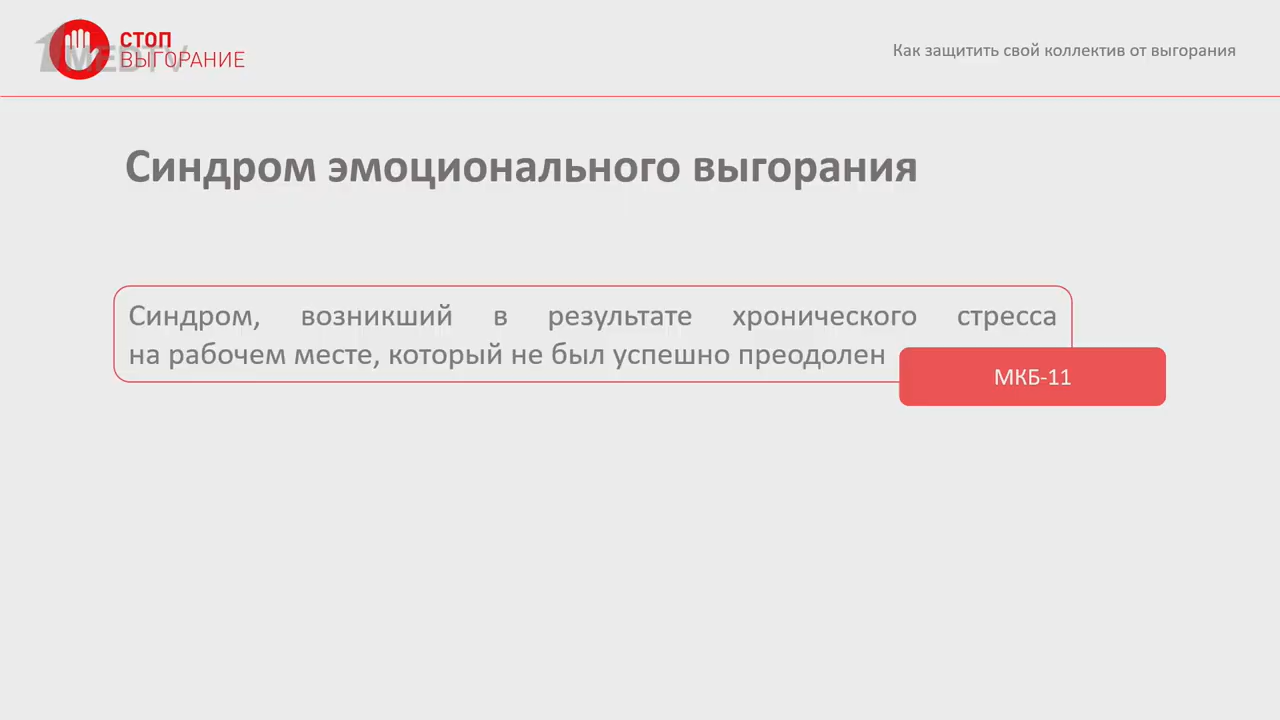 СТОП
ВЫГОРАНИЕ
1MEDTV
Как защитить свой коллектив от выгорания
Синдром эмоционального выгорания
Синдром, возникший в результате хронического стресса
на рабочем месте, который не был успешно преодолен
МКБ-11